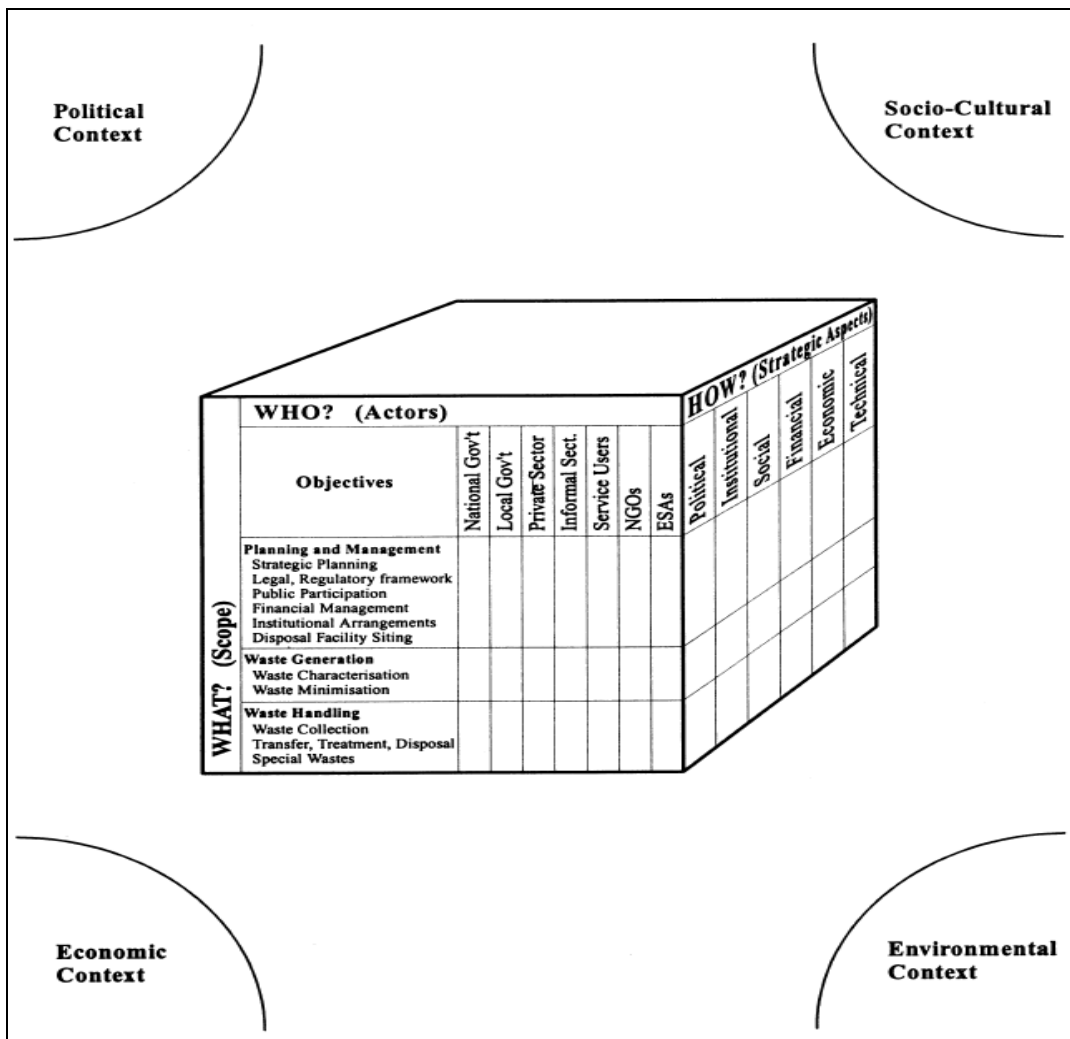 Political
Context
Socio-Cultural
Context
WHO? (Actors)
HOW? (Strategic Aspects)
WHAT? (Scope)
Objectives
National Gov't
Local Gov't
Private Sector
Informal Sect.
Service Users
NGOs
ESAs
Political
Institutional
Social
Financial
Economic
Technical
Planning and Management
Strategic Planning
Legal, Regulatory framework
Public Participation
Financial Management
Institutional Arrangements
Disposal Facility Siting
Waste Generation
Waste Characterisation
Waste Minimisation
Waste Handling
Waste Collection
Transfer, Treatment, Disposal
Special Wastes
Economic
Context
Environmental
Context